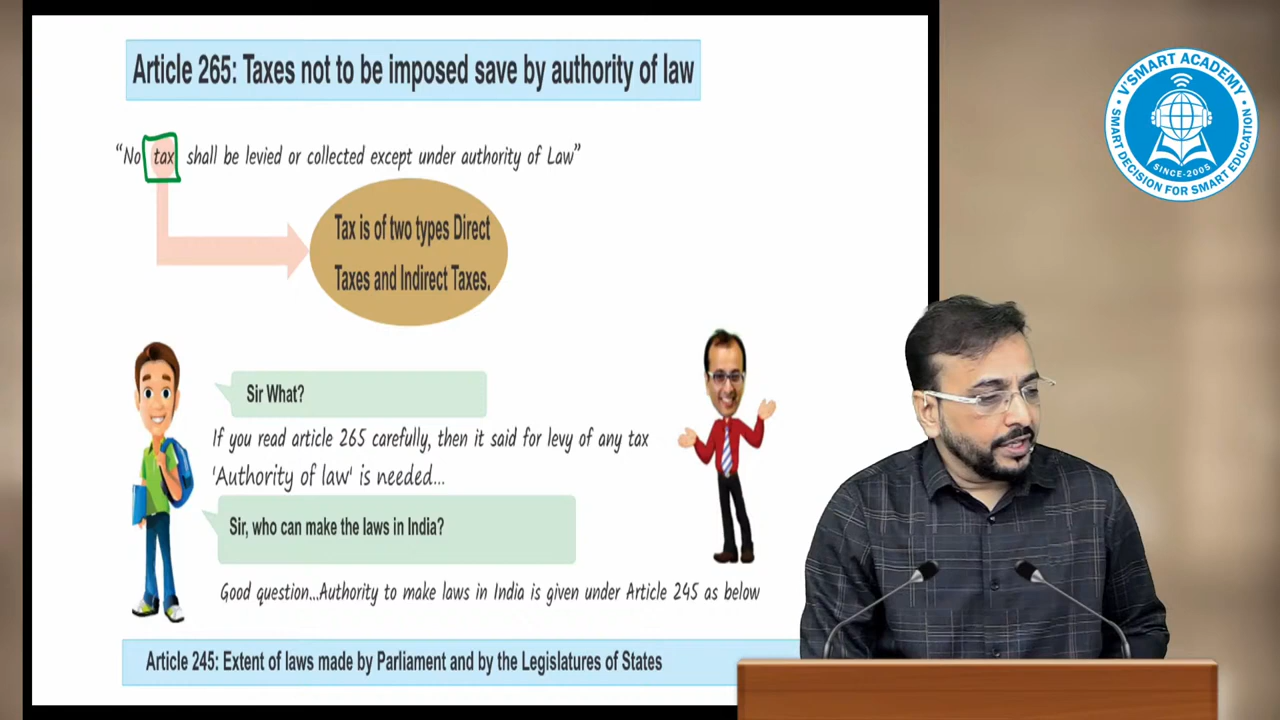 Article 265: Taxes not to be imposed save by authority of law
“No tax shall be levied or collected except under authority of Law”
Tax is of two types Direct
Taxes and Indirect Taxes.
Sir What?
If you read article 265 carefully, then it said for levy of any tax
'Authority of law' is needed...
Sir, who can make the laws in India?
Good question...Authority to make laws in India is given under Article 245 as below
Article 245: Extent of laws made by Parliament and by the Legislatures of States
V'SMART ACADEMY
SINCE-2005
SMART DECISION FOR SMART EDUCATION